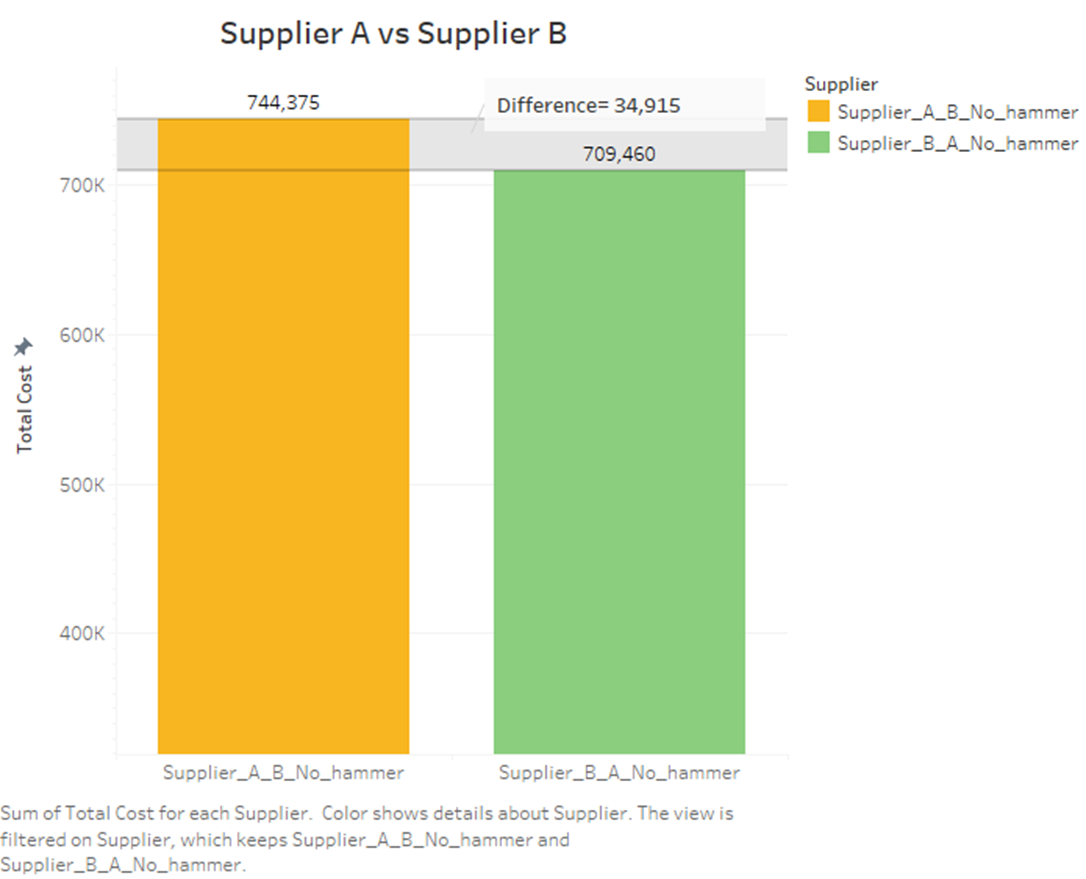 Supplier A vs Supplier B
744,375
Difference= 34,915
709,460
Supplier
Supplier_A_B_No_hammer
Supplier_B_A_No_hammer
700K
600K
500K
400K
Total Cost
Supplier_A_B_No_hammer
Supplier_B_A_No_hammer
Sum of Total Cost for each Supplier.  Color shows details about Supplier. The view is
filtered on Supplier, which keeps Supplier_A_B_No_hammer and
Supplier_B_A_No_hammer.